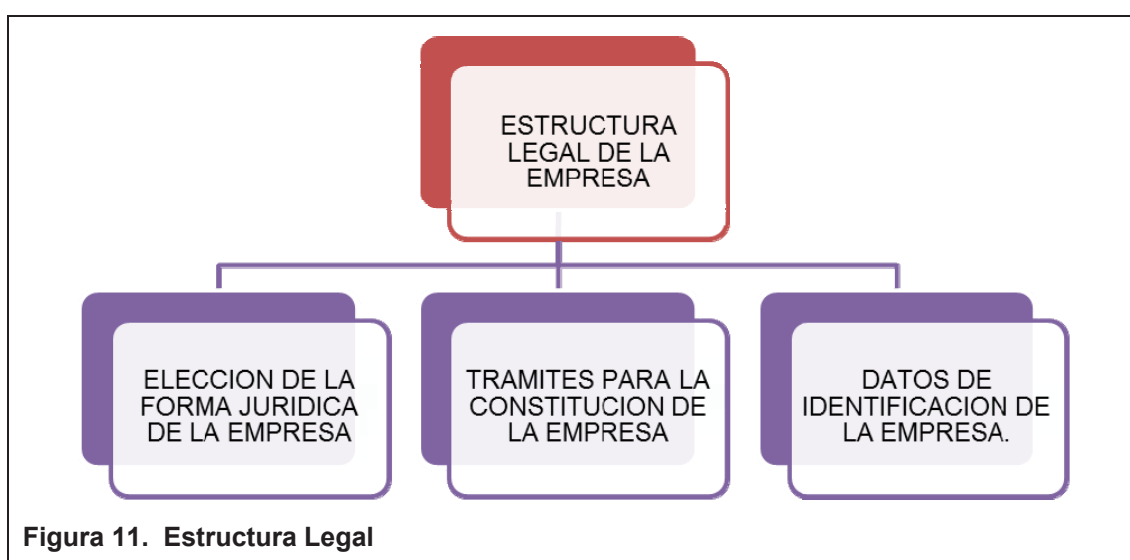 ESTRUCTURA
LEGAL DE LA
EMPRESA
ELECCION DE LA
FORMA JURIDICA
DE LA EMPRESA
TRAMITES PARA LA
CONSTITUCION DE
LA EMPRESA
DATOS DE
IDENTIFICACION DE
LA EMPRESA.
Figura 11. Estructura Legal